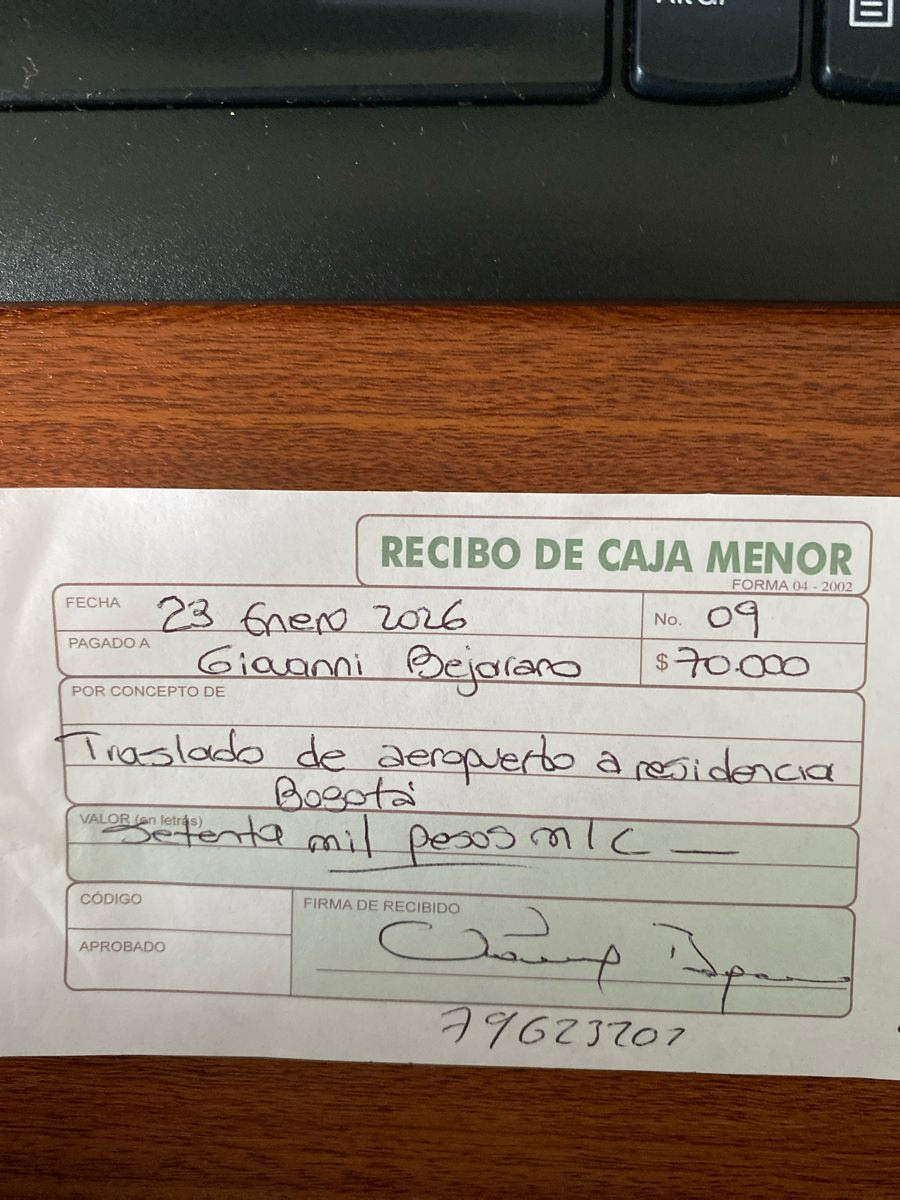 RECIBO DE CAJA MENOR
FORMA 04 - 2002
FECHA 23 Enero 2026 No. 09
PAGADO A Giovanni Bejarano $ 70.000
POR CONCEPTO DE
Traslado de aeropuerto a residencia
Bogotá
VALOR (en letras)
Setenta mil pesos m/c —
CÓDIGO
FIRMA DE RECIBIDO
APROBADO